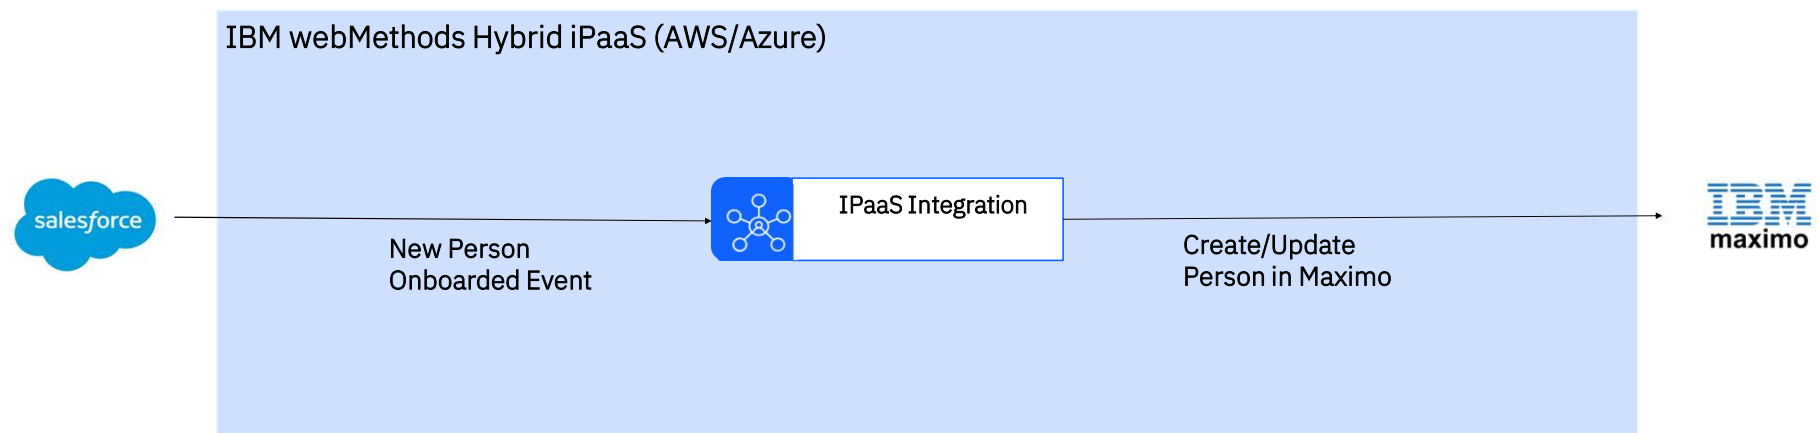 IBM webMethods Hybrid iPaaS (AWS/Azure)
salesforce
New Person
Onboarded Event
IPaaS Integration
Create/Update
Person in Maximo
IBM
maximo